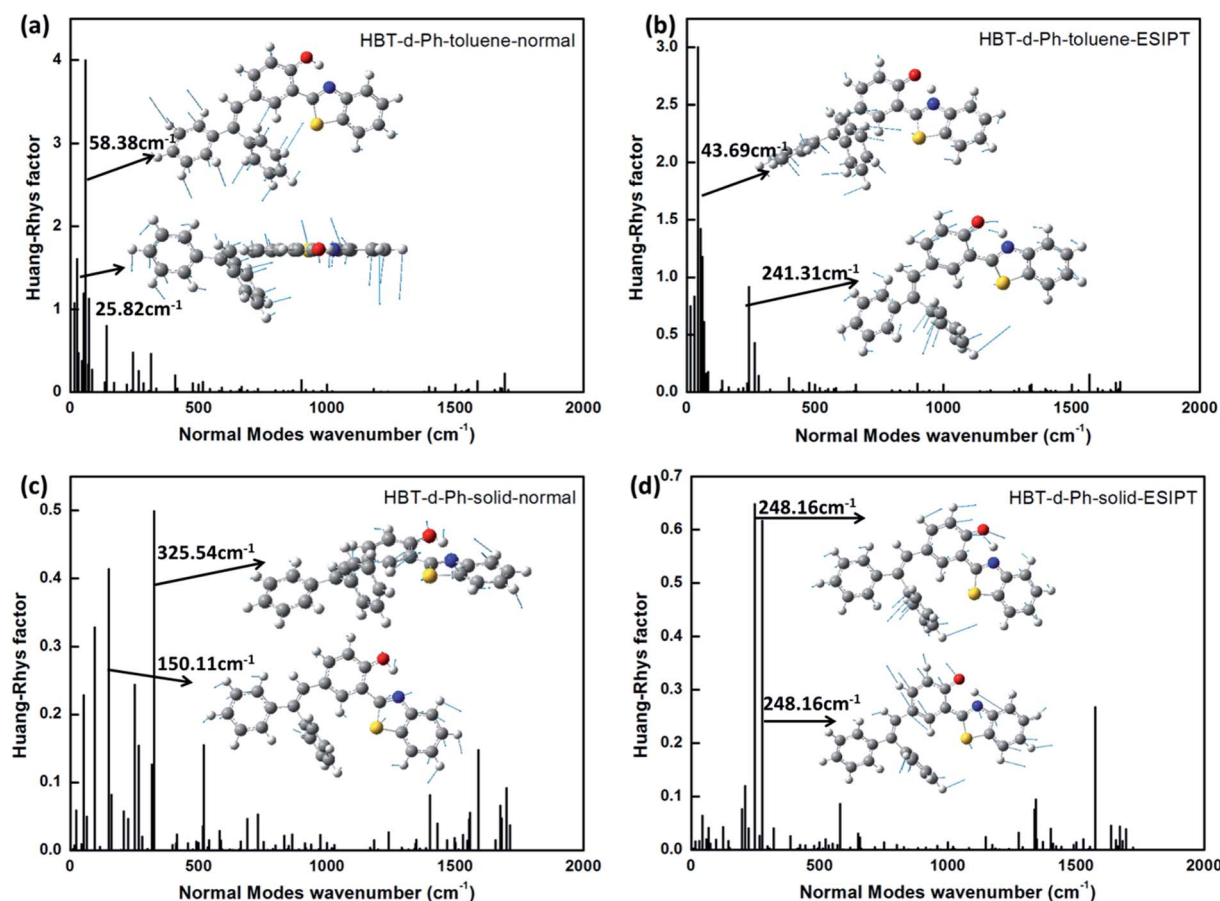 (a)
HBT-d-Ph-toluene-normal
Huang-Rhys factor
4
3
2
1
0
58.38cm-1
25.82cm-1
0 500 1000 1500 2000
Normal Modes wavenumber (cm-1)
(b)
HBT-d-Ph-toluene-ESIPT
Huang-Rhys factor
3.0
2.5
2.0
1.5
1.0
0.5
0.0
43.69cm-1
241.31cm-1
0 500 1000 1500 2000
Normal Modes wavenumber (cm-1)
(c)
HBT-d-Ph-solid-normal
Huang-Rhys factor
0.5
0.4
0.3
0.2
0.1
0.0
325.54cm-1
150.11cm-1
0 500 1000 1500 2000
Normal Modes wavenumber (cm-1)
(d)
HBT-d-Ph-solid-ESIPT
Huang-Rhys factor
0.7
0.6
0.5
0.4
0.3
0.2
0.1
0.0
248.16cm-1
248.16cm-1
0 500 1000 1500 2000
Normal Modes wavenumber (cm-1)